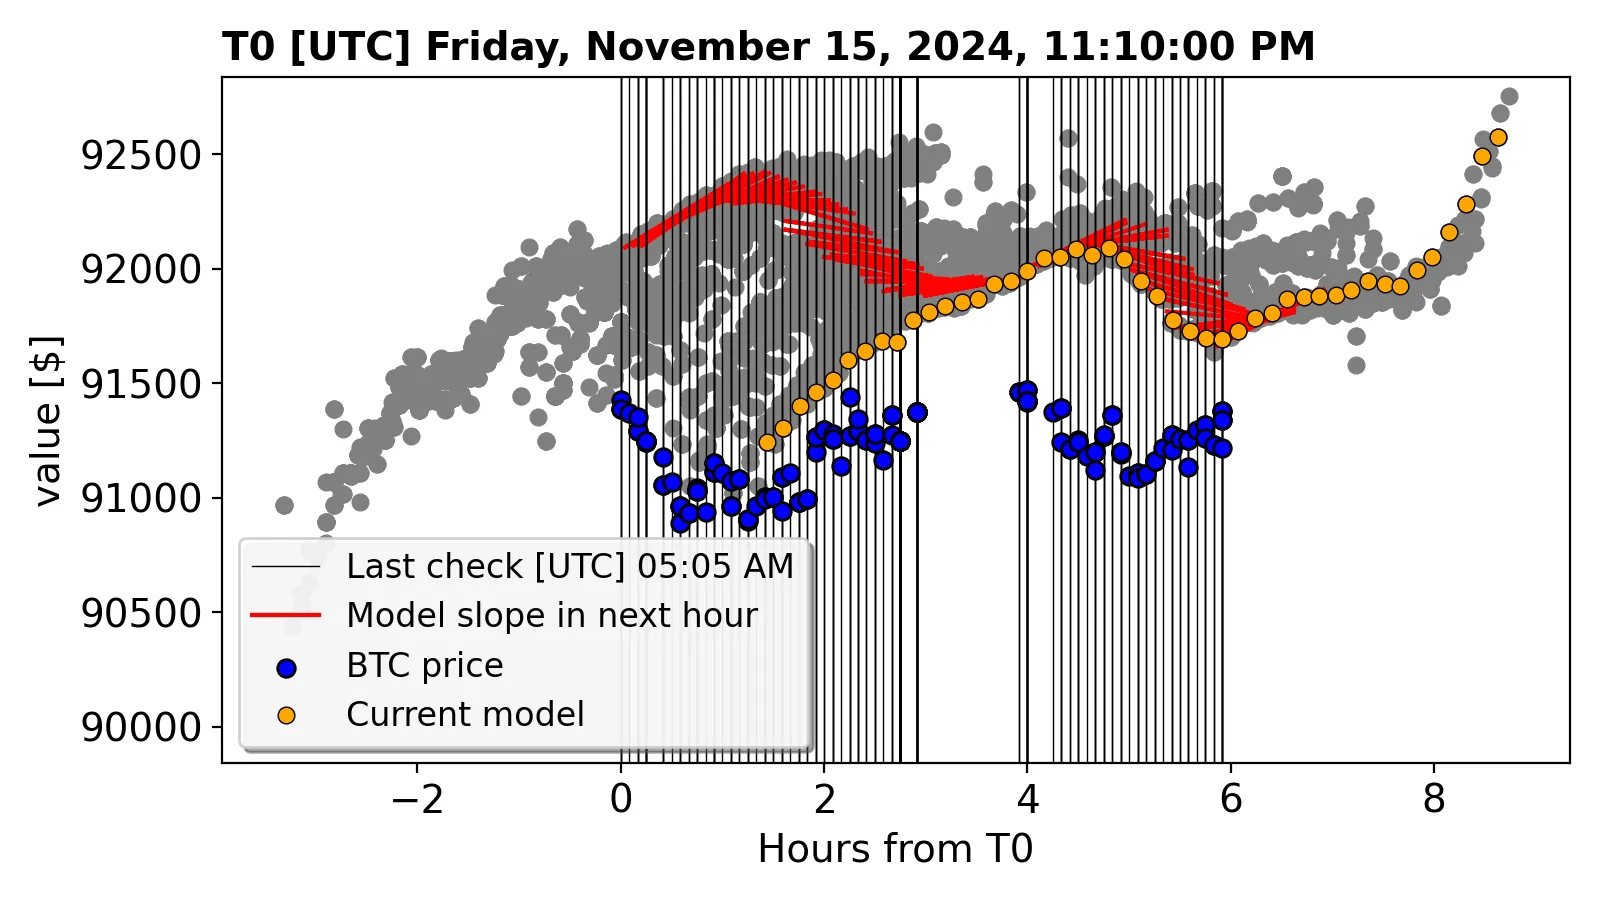 T0 [UTC] Friday, November 15, 2024, 11:10:00 PM
value [$]
92500
92000
91500
91000
90500
90000
Last check [UTC] 05:05 AM
Model slope in next hour
BTC price
Current model
−2 0 2 4 6 8
Hours from T0